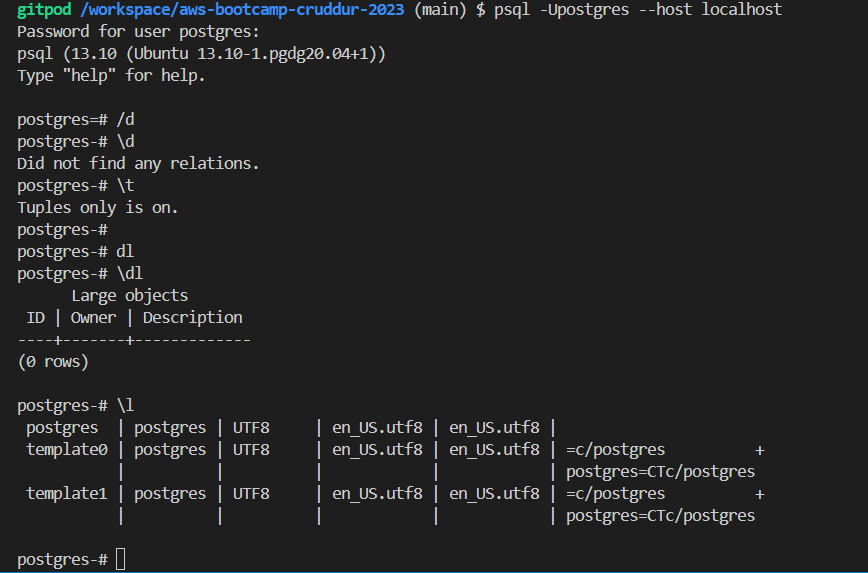 gitpod /workspace/aws-bootcamp-cruddur-2023 (main) $ psql -Upostgres --host localhost
Password for user postgres:
psql (13.10 (Ubuntu 13.10-1.pgdg20.04+1))
Type "help" for help.

postgres=# /d
postgres-# \d
Did not find any relations.
postgres-# \t
Tuples only is on.
postgres-#
postgres-# dl
postgres-# \dl
      Large objects
 ID | Owner | Description
----+-------+-------------
(0 rows)

postgres-# \l
 postgres  | postgres | UTF8     | en_US.utf8 | en_US.utf8 |
 template0 | postgres | UTF8     | en_US.utf8 | en_US.utf8 | =c/postgres          +
           |          |          |            |            | postgres=CTc/postgres
 template1 | postgres | UTF8     | en_US.utf8 | en_US.utf8 | =c/postgres          +
           |          |          |            |            | postgres=CTc/postgres

postgres-#